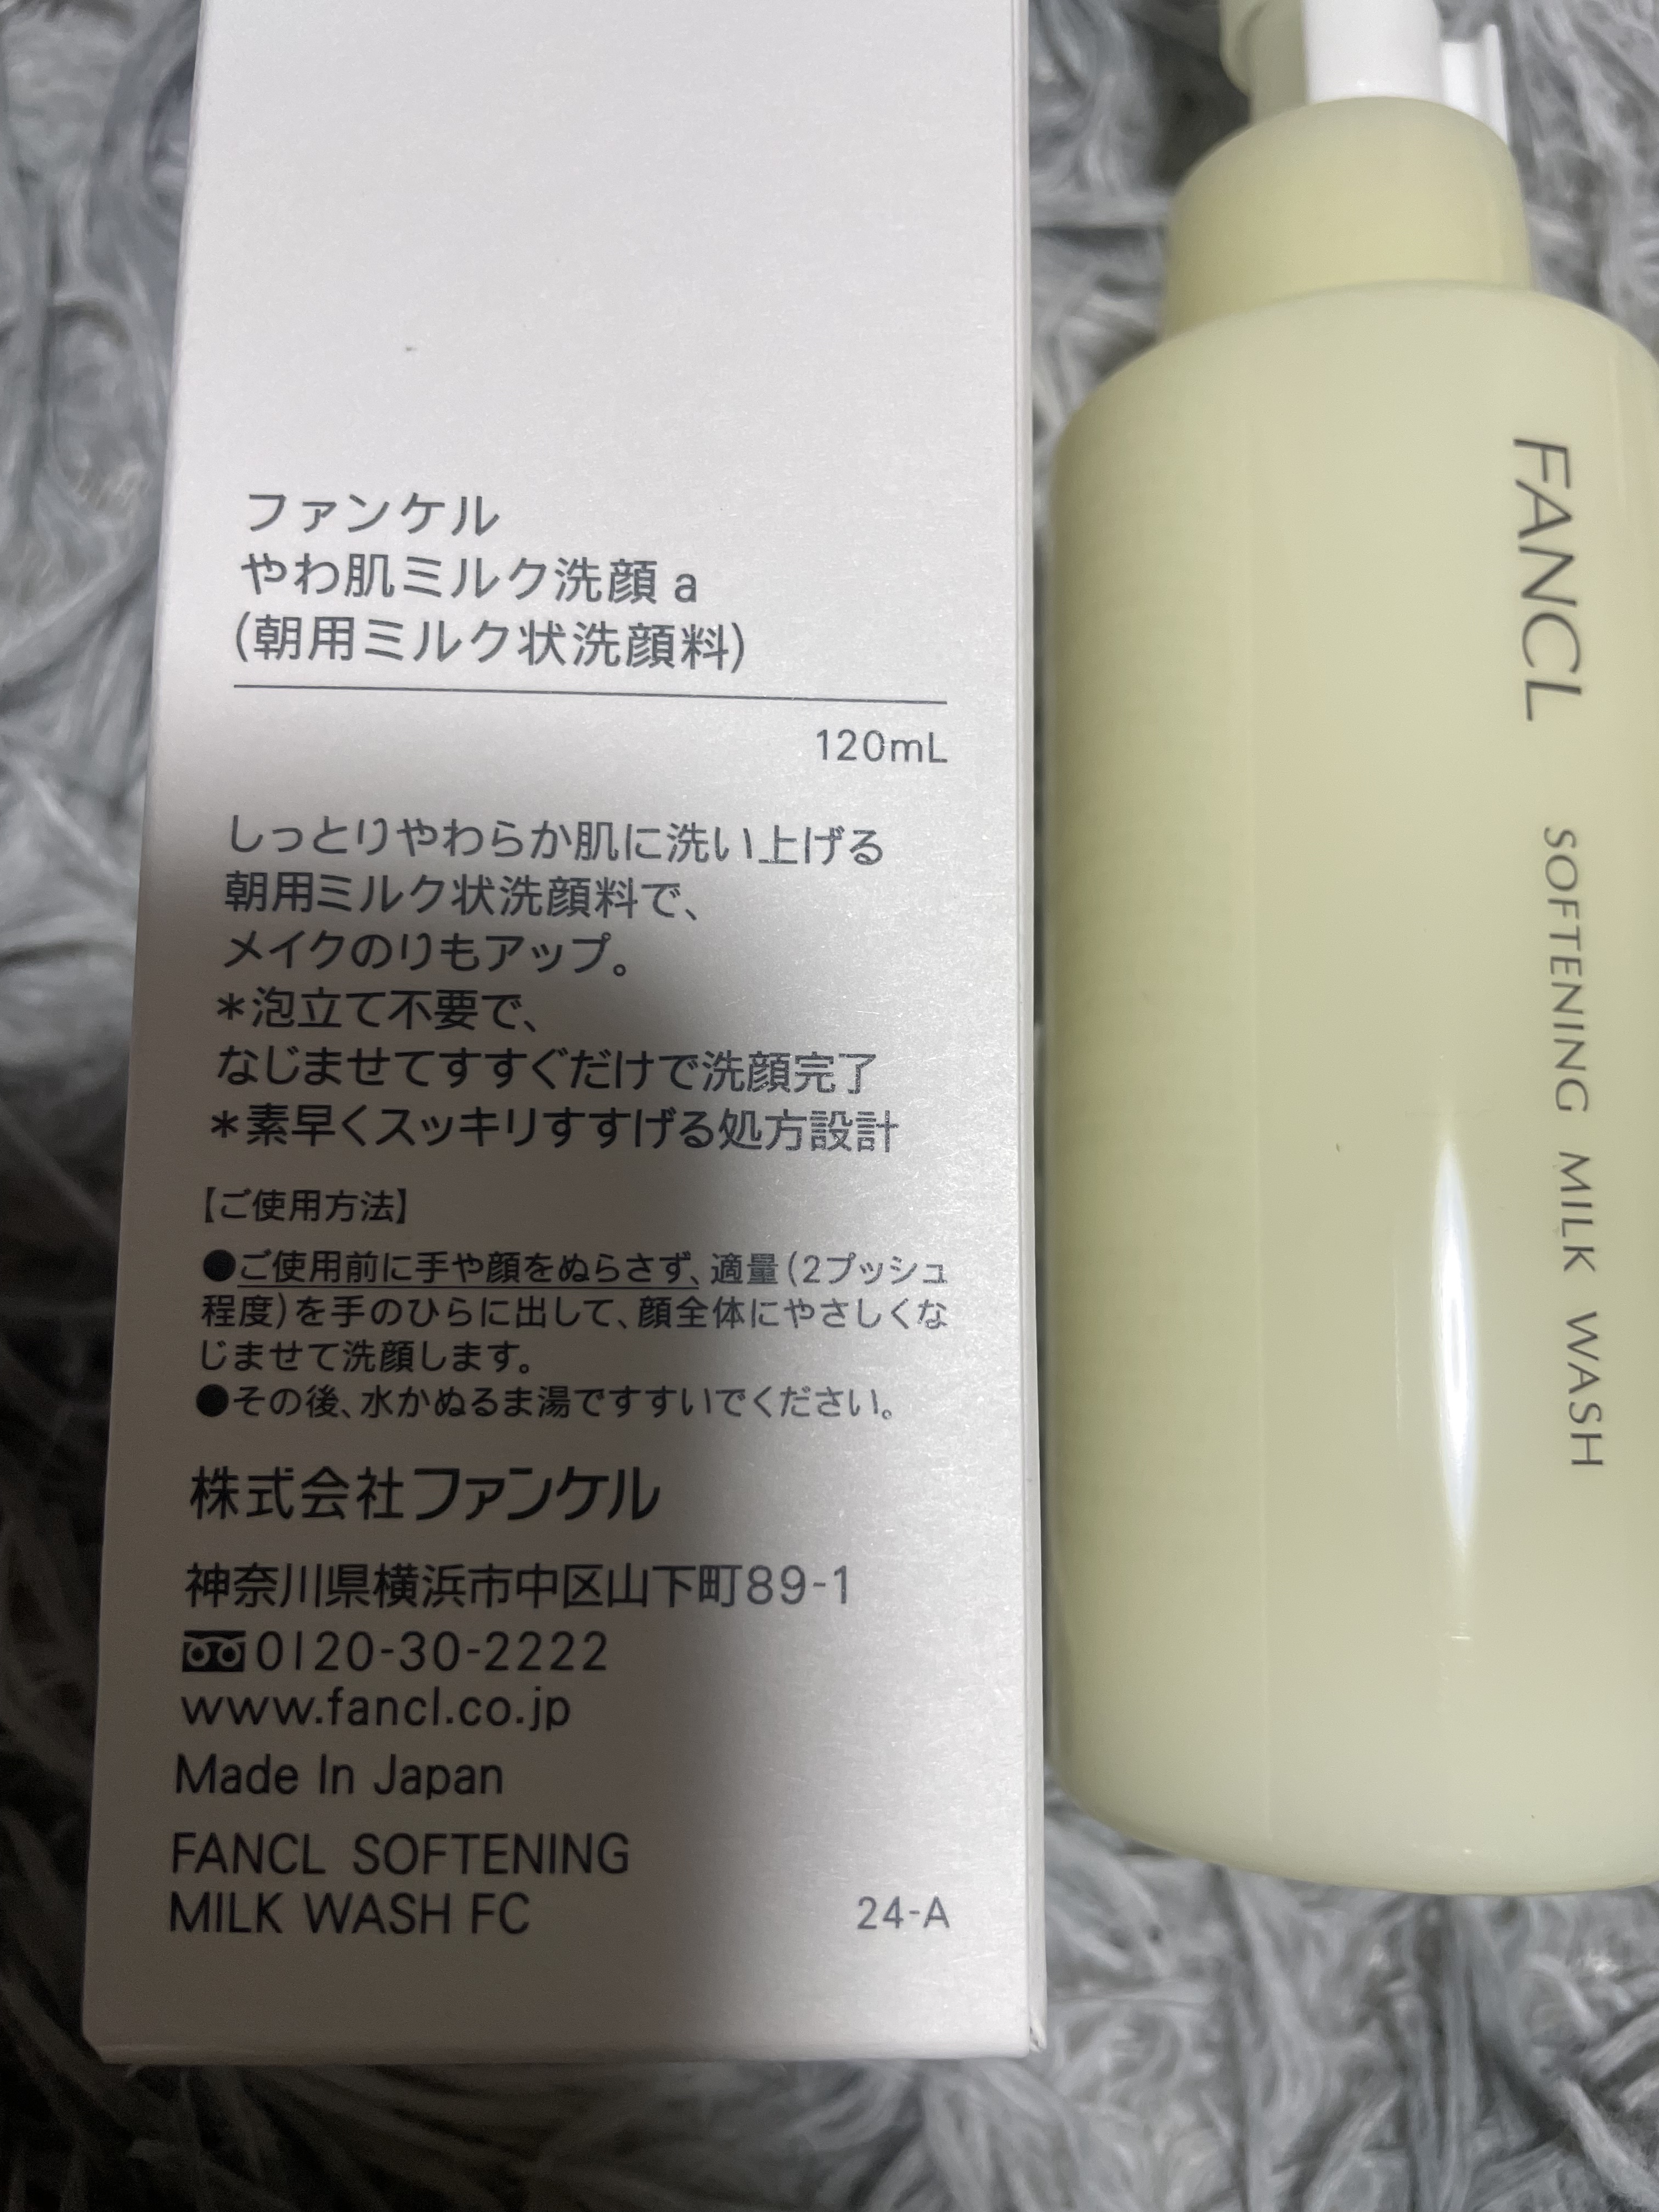 ファンケル
やわ肌ミルク洗顔 a
(朝用ミルク状洗顔料)
120mL
しっとりやわらか肌に洗い上げる
朝用ミルク状洗顔料で、
メイクのりもアップ。
＊泡立て不要で、
なじませてすすぐだけで洗顔完了
＊素早くスッキリすすげる処方設計
【ご使用方法】
●ご使用前に手や顔をぬらさず、適量(2プッシュ
程度)を手のひらに出して、顔全体にやさしくな
じませて洗顔します。
●その後、水かぬるま湯ですすいでください。
株式会社ファンケル
神奈川県横浜市中区山下町89-1
0120-30-2222
www.fancl.co.jp
Made In Japan
FANCL SOFTENING
MILK WASH FC
24-A
FANCL SOFTENING MILK WASH